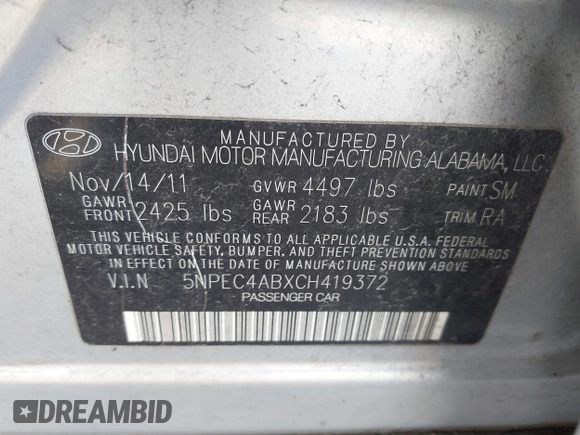 MANUFACTURED BY
HYUNDAI MOTOR MANUFACTURING ALABAMA, LLC
Nov/14/11 GVWR 4497 lbs PAINT SM
GAWR FRONT 2425 lbs GAWR REAR 2183 lbs TRIM RA
THIS VEHICLE CONFORMS TO ALL APPLICABLE U.S.A. FEDERAL
MOTOR VEHICLE SAFETY, BUMPER, AND THEFT PREVENTION STANDARDS
IN EFFECT ON THE DATE OF MANUFACTURE SHOWN ABOVE
V.I.N 5NPEC4ABXCH419372
PASSENGER CAR
DREAMBID